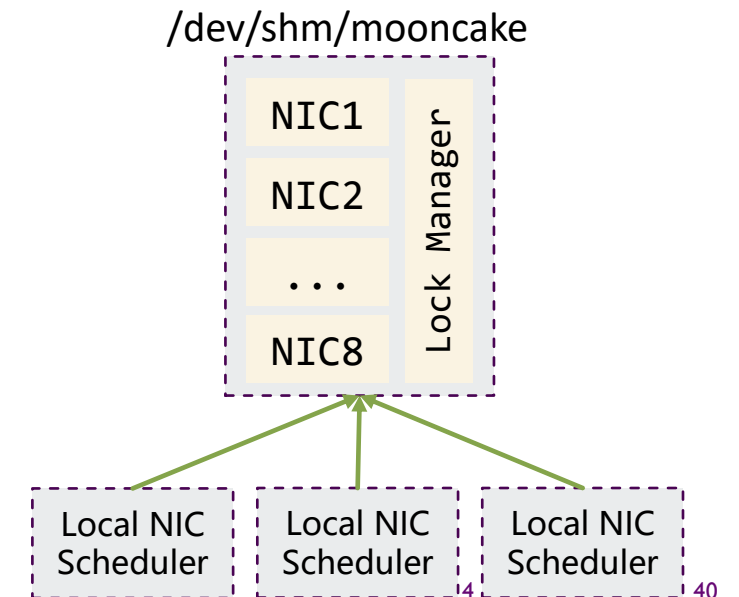 /dev/shm/mooncake
NIC1
NIC2
...
NIC8
Lock Manager
Local NIC
Scheduler
Local NIC
Scheduler
4
Local NIC
Scheduler
40